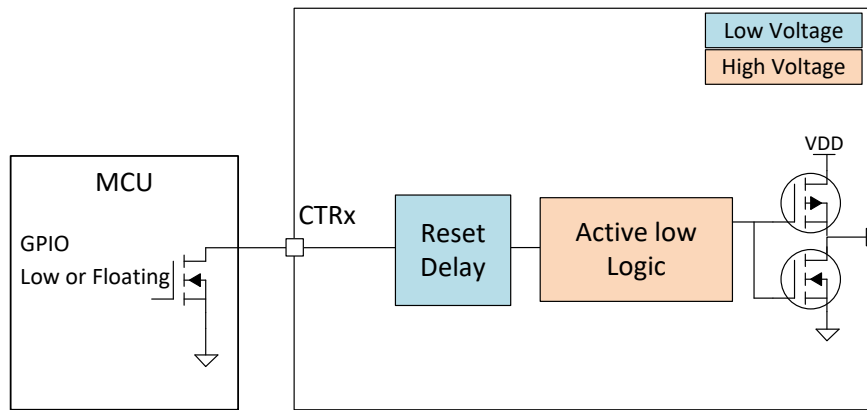 Low Voltage
High Voltage
VDD
MCU
CTRx
GPIO
Low or Floating
Reset
Delay
Active low
Logic